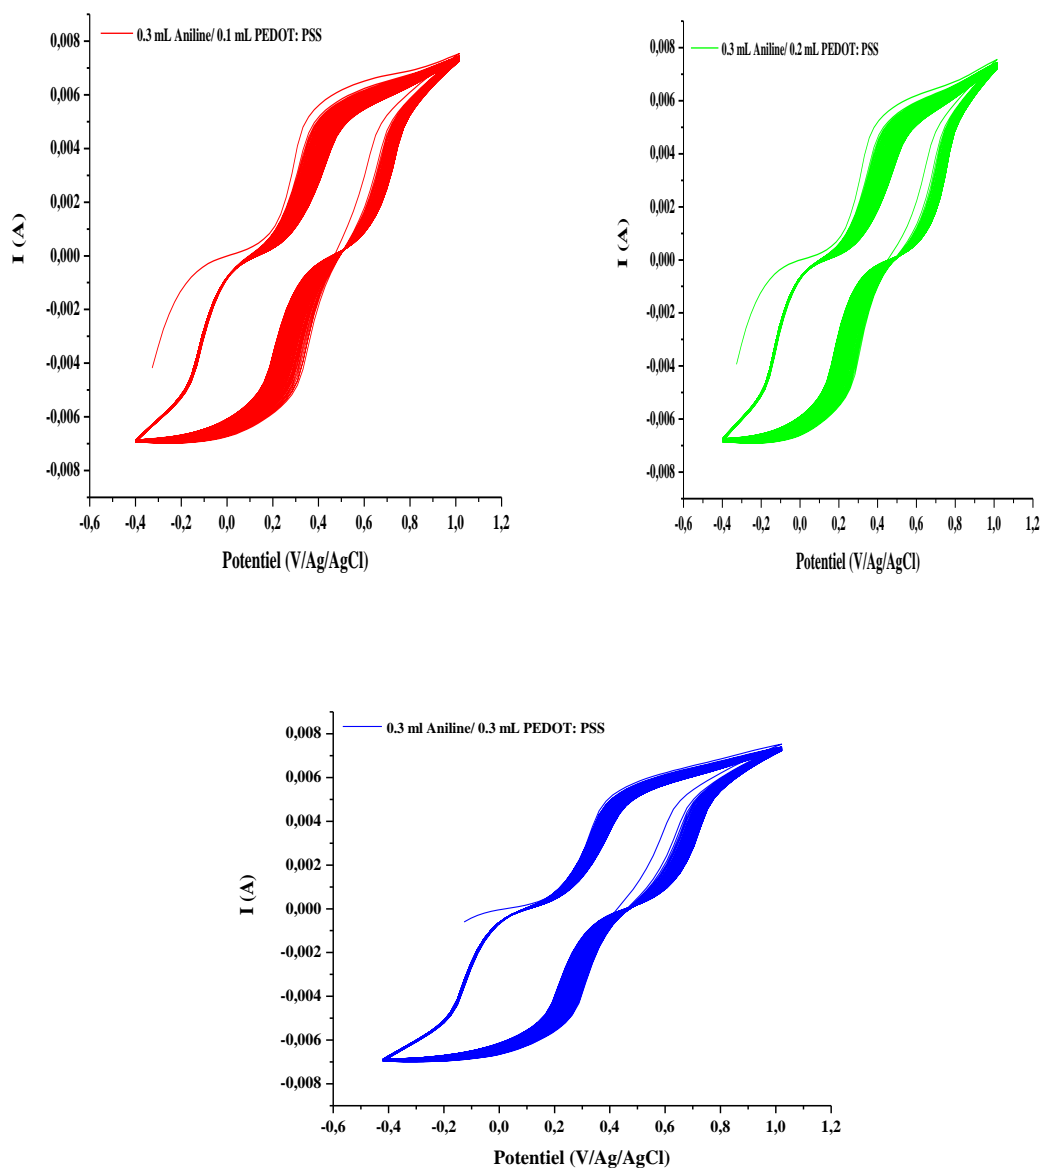 0.3 mL Aniline/ 0.1 mL PEDOT: PSS
0,008
0,006
0,004
0,002
0,000
-0,002
-0,004
-0,006
-0,008
I (A)
-0,6 -0,4 -0,2 0,0 0,2 0,4 0,6 0,8 1,0 1,2
Potentiel (V/Ag/AgCl)
0.3 mL Aniline/ 0.2 mL PEDOT: PSS
0,008
0,006
0,004
0,002
0,000
-0,002
-0,004
-0,006
-0,008
I (A)
-0,6 -0,4 -0,2 0,0 0,2 0,4 0,6 0,8 1,0 1,2
Potentiel (V/Ag/AgCl)
0.3 ml Aniline/ 0.3 mL PEDOT: PSS
0,008
0,006
0,004
0,002
0,000
-0,002
-0,004
-0,006
-0,008
I (A)
-0,6 -0,4 -0,2 0,0 0,2 0,4 0,6 0,8 1,0 1,2
Potentiel (V/Ag/AgCl)